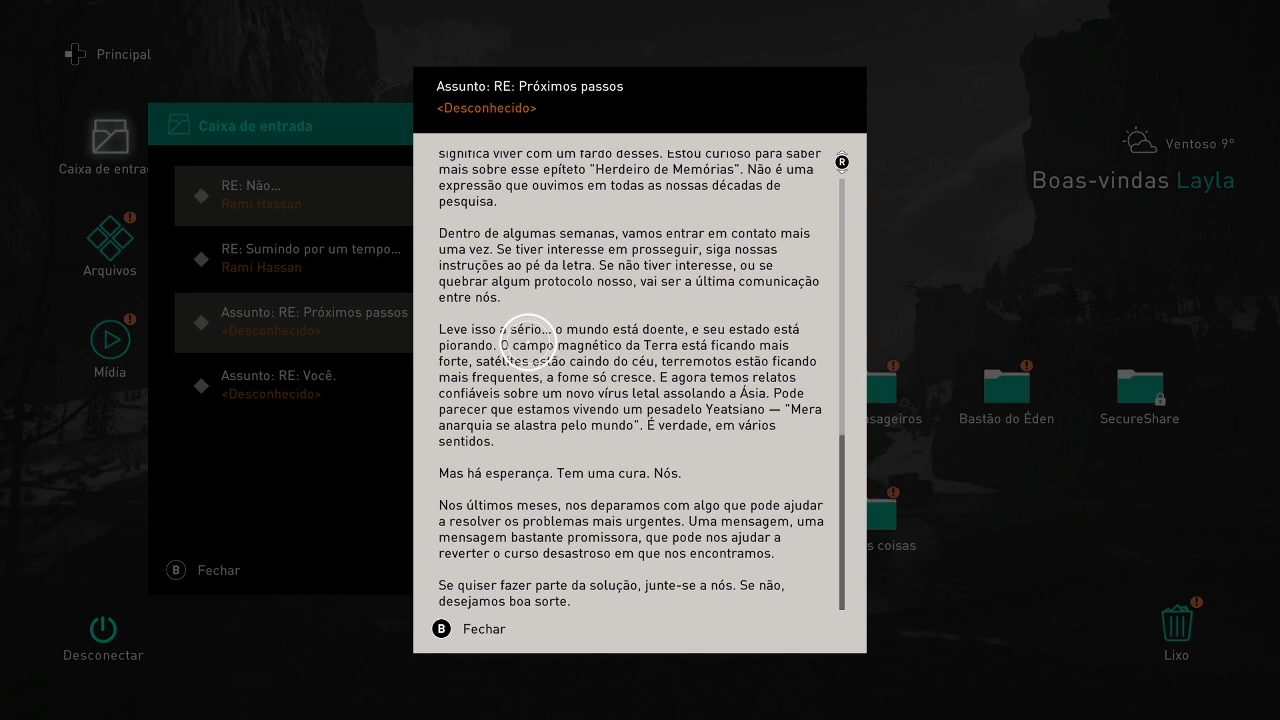 Principal
Caixa de entrada
Caixa de entrad
RE: Não...
Rami Hassan
RE: Sumindo por um tempo...
Rami Hassan
Assunto: RE: Próximos passos
<Desconhecido>
Assunto: RE: Você.
<Desconhecido>
B Fechar
Arquivos
Mídia
Desconectar
Assunto: RE: Próximos passos
<Desconhecido>
R
significa viver com um fardo desses. Estou curioso para saber
mais sobre esse epíteto "Herdeiro de Memórias". Não é uma
expressão que ouvimos em todas as nossas décadas de
pesquisa.
Dentro de algumas semanas, vamos entrar em contato mais
uma vez. Se tiver interesse em prosseguir, siga nossas
instruções ao pé da letra. Se não tiver interesse, ou se
quebrar algum protocolo nosso, vai ser a última comunicação
entre nós.
Leve isso a sério... o mundo está doente, e seu estado está
piorando. O campo magnético da Terra está ficando mais
forte, satélites estão caindo do céu, terremotos estão ficando
mais frequentes, a fome só cresce. E agora temos relatos
confiáveis sobre um novo vírus letal assolando a Ásia. Pode
parecer que estamos vivendo um pesadelo Yeatsiano — "Mera
anarquia se alastra pelo mundo". É verdade, em vários
sentidos.
Mas há esperança. Tem uma cura. Nós.
Nos últimos meses, nos deparamos com algo que pode ajudar
a resolver os problemas mais urgentes. Uma mensagem, uma
mensagem bastante promissora, que pode nos ajudar a
reverter o curso desastroso em que nos encontramos.
Se quiser fazer parte da solução, junte-se a nós. Se não,
desejamos boa sorte.
B Fechar
Ventoso 9°
Boas-vindas Layla
nsageiros
Bastão do Éden
SecureShare
s coisas
Lixo